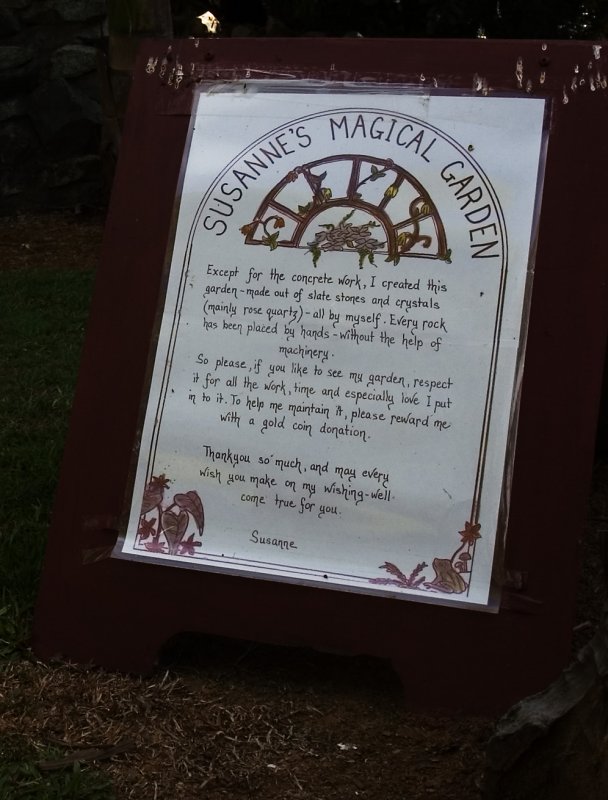 SUSANNE'S MAGICAL GARDEN
Except for the concrete work, I created this
garden - made out of slate stones and crystals
(mainly rose quartz) - all by myself. Every rock
has been placed by hands - without the help of
machinery.
So please, if you like to see my garden, respect
it for all the work, time and especially love I put
in to it. To help me maintain it, please reward me
with a gold coin donation.
Thankyou so much, and may every
wish you make on my wishing-well
come true for you.
Susanne